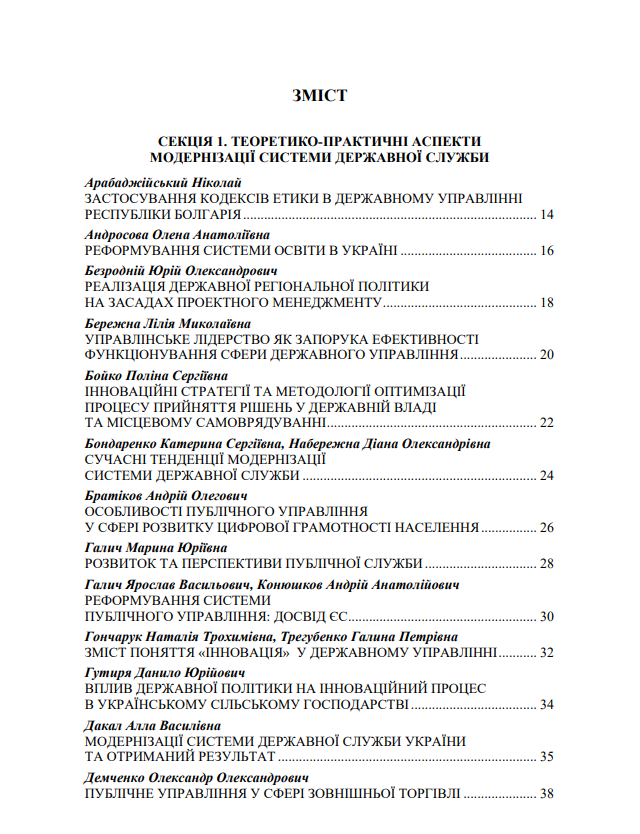 ЗМІСТ
СЕКЦІЯ 1. ТЕОРЕТИКО-ПРАКТИЧНІ АСПЕКТИ
МОДЕРНІЗАЦІЇ СИСТЕМИ ДЕРЖАВНОЇ СЛУЖБИ
Арабаджійський Ніколай
ЗАСТОСУВАННЯ КОДЕКСІВ ЕТИКИ В ДЕРЖАВНОМУ УПРАВЛІННІ
РЕСПУБЛІКИ БОЛГАРІЯ .................................................................................... 14
Андросова Олена Анатоліївна
РЕФОРМУВАННЯ СИСТЕМИ ОСВІТИ В УКРАЇНІ ....................................... 16
Безродній Юрій Олександрович
РЕАЛІЗАЦІЯ ДЕРЖАВНОЇ РЕГІОНАЛЬНОЇ ПОЛІТИКИ
НА ЗАСАДАХ ПРОЕКТНОГО МЕНЕДЖМЕНТУ............................................ 18
Бережна Лілія Миколаївна
УПРАВЛІНСЬКЕ ЛІДЕРСТВО ЯК ЗАПОРУКА ЕФЕКТИВНОСТІ
ФУНКЦІОНУВАННЯ СФЕРИ ДЕРЖАВНОГО УПРАВЛІННЯ...................... 20
Бойко Поліна Сергіївна
ІННОВАЦІЙНІ СТРАТЕГІЇ ТА МЕТОДОЛОГІЇ ОПТИМІЗАЦІЇ
ПРОЦЕСУ ПРИЙНЯТТЯ РІШЕНЬ У ДЕРЖАВНІЙ ВЛАДІ
ТА МІСЦЕВОМУ САМОВРЯДУВАННІ............................................................ 22
Бондаренко Катерина Сергіївна, Набережна Діана Олександрівна
СУЧАСНІ ТЕНДЕНЦІЇ МОДЕРНІЗАЦІЇ
СИСТЕМИ ДЕРЖАВНОЇ СЛУЖБИ ................................................................... 24
Братіков Андрій Олегович
ОСОБЛИВОСТІ ПУБЛІЧНОГО УПРАВЛІННЯ
У СФЕРІ РОЗВИТКУ ЦИФРОВОЇ ГРАМОТНОСТІ НАСЕЛЕННЯ ................ 26
Галич Марина Юріївна
РОЗВИТОК ТА ПЕРСПЕКТИВИ ПУБЛІЧНОЇ СЛУЖБИ ................................ 28
Галич Ярослав Васильович, Конюшков Андрій Анатолійович
РЕФОРМУВАННЯ СИСТЕМИ
ПУБЛІЧНОГО УПРАВЛІННЯ: ДОСВІД ЄС...................................................... 30
Гончарук Наталія Трохимівна, Трегубенко Галина Петрівна
ЗМІСТ ПОНЯТТЯ «ІННОВАЦІЯ» У ДЕРЖАВНОМУ УПРАВЛІННІ........... 32
Гутиря Данило Юрійович
ВПЛИВ ДЕРЖАВНОЇ ПОЛІТИКИ НА ІННОВАЦІЙНИЙ ПРОЦЕС
В УКРАЇНСЬКОМУ СІЛЬСЬКОМУ ГОСПОДАРСТВІ .................................... 34
Дакал Алла Василівна
МОДЕРНІЗАЦІЇ СИСТЕМИ ДЕРЖАВНОЇ СЛУЖБИ УКРАЇНИ
ТА ОТРИМАНИЙ РЕЗУЛЬТАТ .......................................................................... 35
Демченко Олександр Олександрович
ПУБЛІЧНЕ УПРАВЛІННЯ У СФЕРІ ЗОВНІШНЬОЇ ТОРГІВЛІ ..................... 38